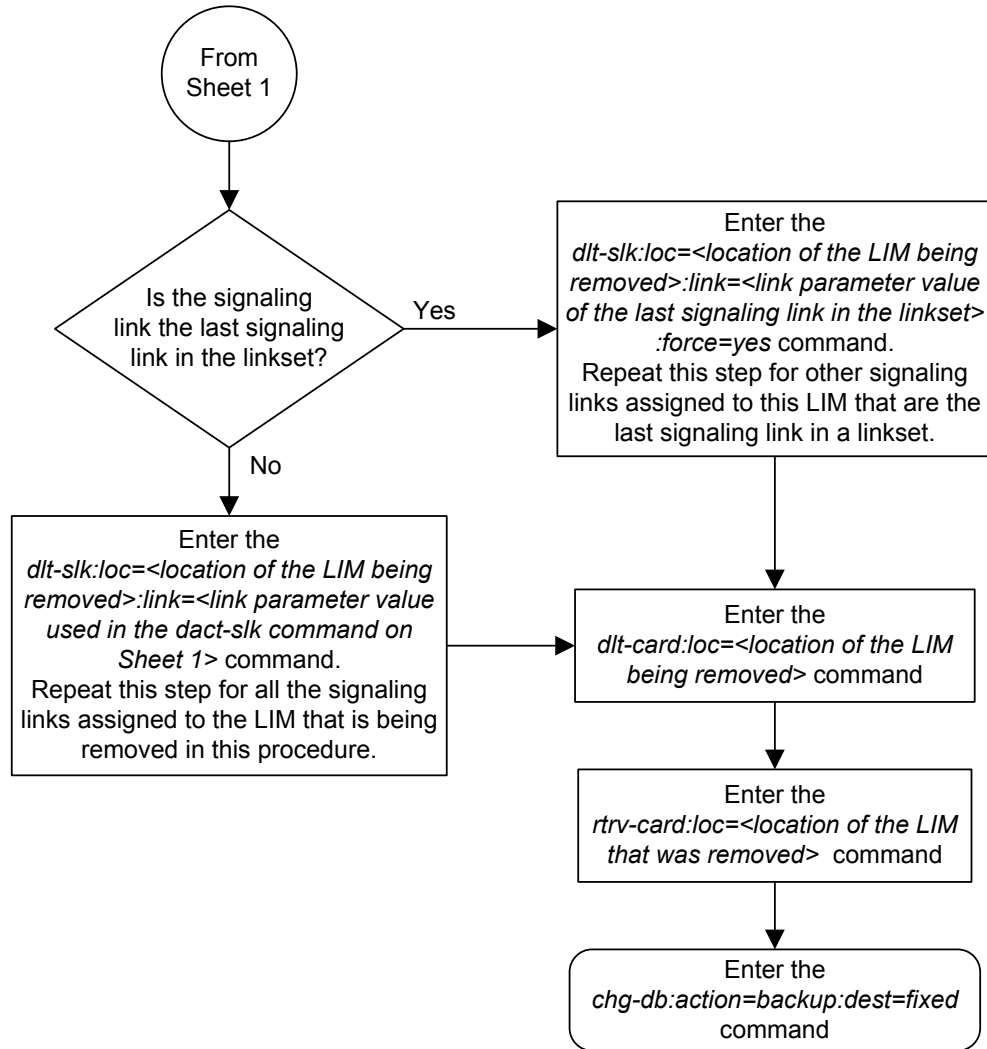 From
Sheet 1
Is the signaling
link the last signaling
link in the linkset?
Yes
Enter the
dlt-slk:loc=<location of the LIM being
removed>:link=<link parameter value
of the last signaling link in the linkset>
:force=yes command.
Repeat this step for other signaling
links assigned to this LIM that are the
last signaling link in a linkset.
No
Enter the
dlt-slk:loc=<location of the LIM being
removed>:link=<link parameter value
used in the dact-slk command on
Sheet 1> command.
Repeat this step for all the signaling
links assigned to the LIM that is being
removed in this procedure.
Enter the
dlt-card:loc=<location of the LIM
being removed> command
Enter the
rtrv-card:loc=<location of the LIM
that was removed> command
Enter the
chg-db:action=backup:dest=fixed
command